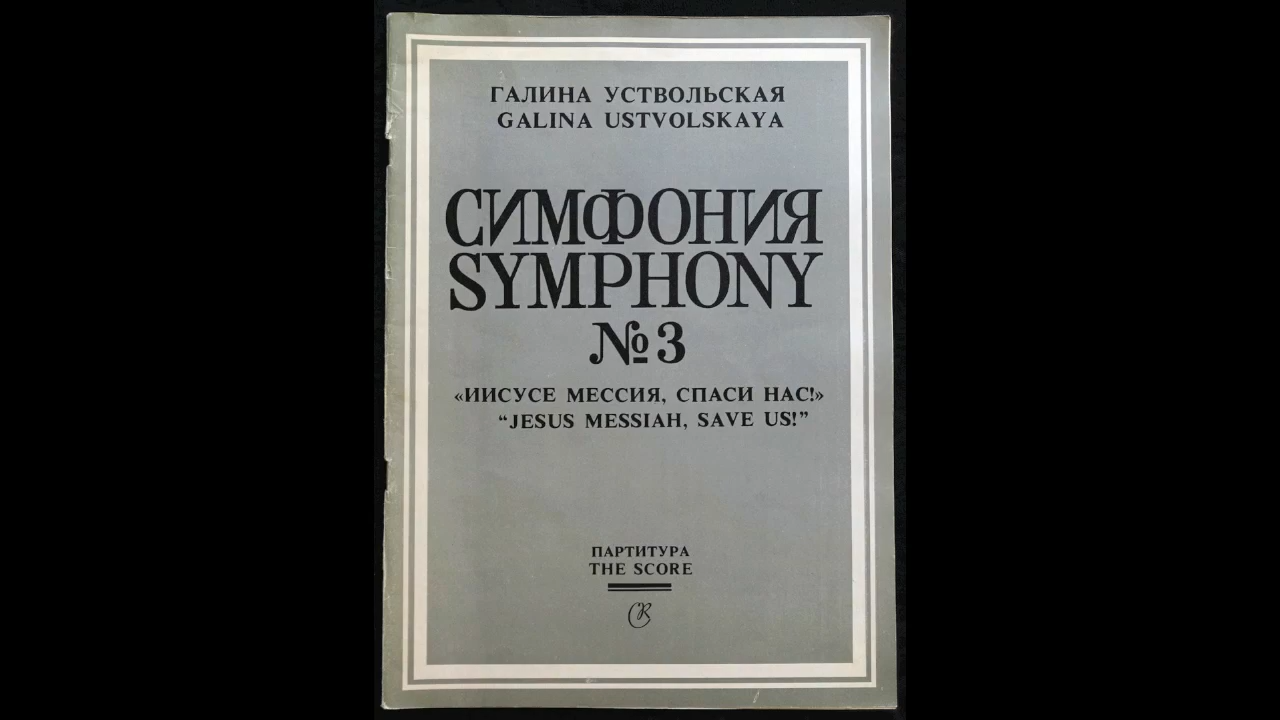 ГАЛИНА УСТВОЛЬСКАЯ
GALINA USTVOLSKAYA
СИМФОНИЯ
SYMPHONY
№3
«ИИСУСЕ МЕССИЯ, СПАСИ НАС!»
“JESUS MESSIAH, SAVE US!”
ПАРТИТУРА
THE SCORE